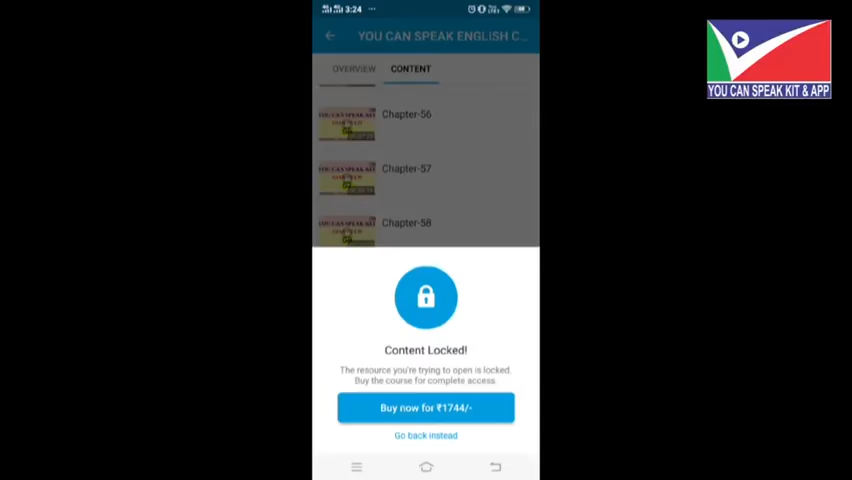 3:24
YOU CAN SPEAK ENGLISH C...
OVERVIEW
CONTENT
Chapter-56
Chapter-57
Chapter-58
Content Locked!
The resource you're trying to open is locked.
Buy the course for complete access.
Buy now for ₹1744/-
Go back instead
YOU CAN SPEAK KIT & APP